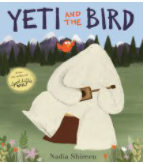 YETI AND THE BIRD
Nadia Shireen